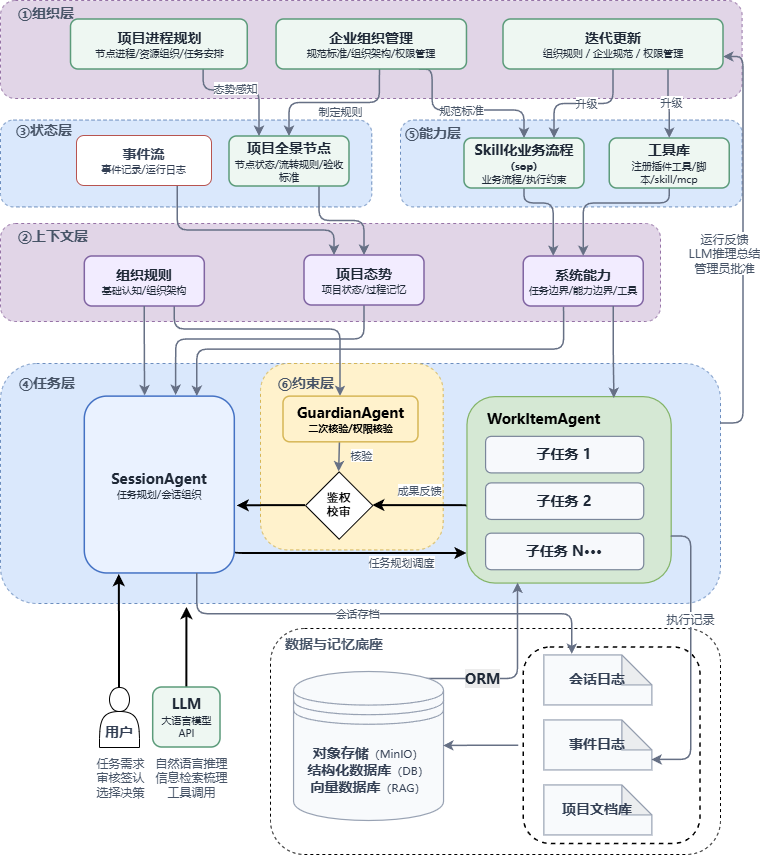 ①组织层
项目进程规划
节点进程/资源组织/任务安排
企业组织管理
规范标准/组织架构/权限管理
迭代更新
组织规则 / 企业规范 / 权限管理
态势感知
制定规则
规范标准
升级
升级
③状态层
事件流
事件记录/运行日志
项目全景节点
节点状态/流转规则/验收
标准
⑤能力层
Skill化业务流程
（sop）
业务流程/执行约束
工具库
注册插件工具/脚
本/skill/mcp
②上下文层
组织规则
基础认知/组织架构
项目态势
项目状态/过程记忆
系统能力
任务边界/能力边界/工具
运行反馈
LLM推理总结
管理员批准
④任务层
SessionAgent
任务规划/会话组织
⑥约束层
GuardianAgent
二次核验/权限核验
核验
鉴权
校审
成果反馈
任务规划调度
WorkItemAgent
子任务 1
子任务 2
子任务 N•••
会话存档
执行记录
用户
任务需求
审核签认
选择决策
LLM
大语言模型
API
自然语言推理
信息检索梳理
工具调用
数据与记忆底座
ORM
对象存储（MinIO）
结构化数据库（DB）
向量数据库（RAG）
会话日志
事件日志
项目文档库